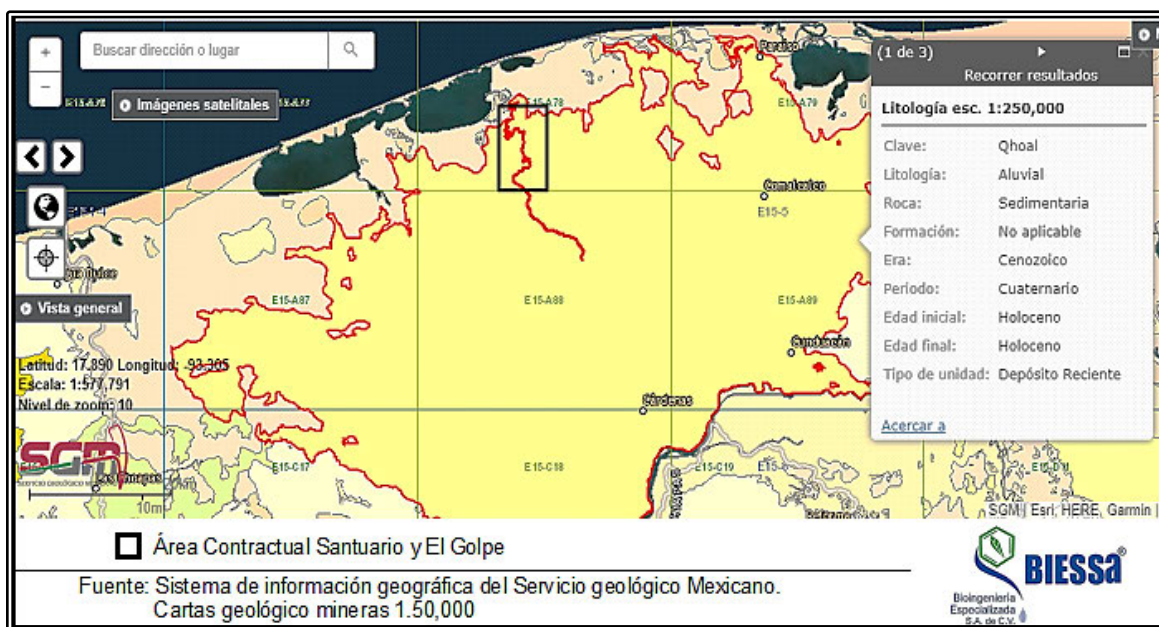 +
Buscar dirección o lugar
−
Imágenes satelitales
E15-A78
E15-A79
Paraiso
(1 de 3)
Recorrer resultados
Litología esc. 1:250,000
Clave: Qhoal
Litología: Aluvial
Roca: Sedimentaria
Formación: No aplicable
Era: Cenozoico
Periodo: Cuaternario
Edad inicial: Holoceno
Edad final: Holoceno
Tipo de unidad: Depósito Reciente
Acercar a
Comalcalco
E15-5
E15-A87
E15-A88
E15-A89
Vista general
Cunduacán
Latitud: 17.890 Longitud: -93.305
Escala: 1:577,791
Nivel de zoom: 10
Cárdenas
SGM
E15-C17
E15-C18
E15-C19
10m
SGM | Esri, HERE, Garmin |
Área Contractual Santuario y El Golpe
Fuente: Sistema de información geográfica del Servicio geológico Mexicano.
Cartas geológico mineras 1.50,000
BIESSA®
Bioingeniería
Especializada
S.A. de C.V.